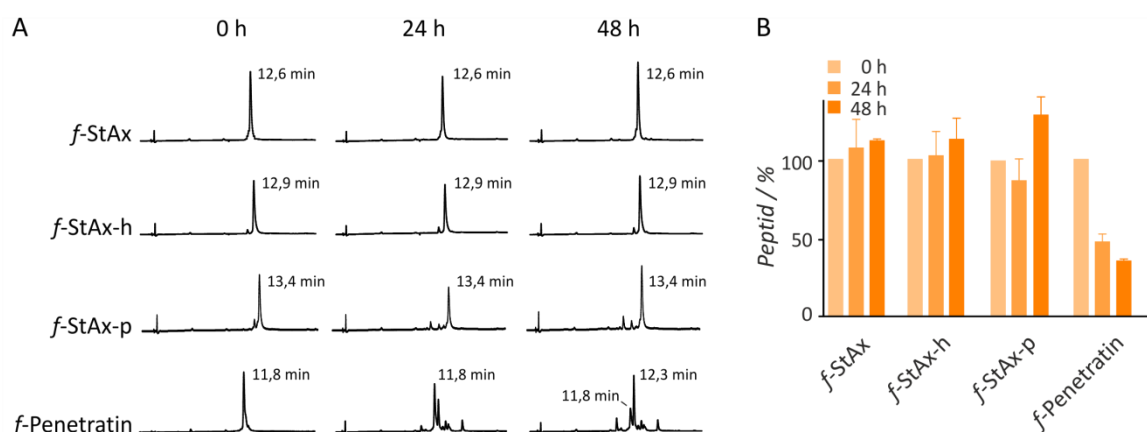 A
0 h 24 h 48 h
f-StAx
12,6 min 12,6 min 12,6 min
f-StAx-h
12,9 min 12,9 min 12,9 min
f-StAx-p
13,4 min 13,4 min 13,4 min
f-Penetratin
11,8 min 11,8 min 11,8 min 12,3 min
B
0 h
24 h
48 h
Peptid / %
100
50
0
f-StAx
f-StAx-h
f-StAx-p
f-Penetratin